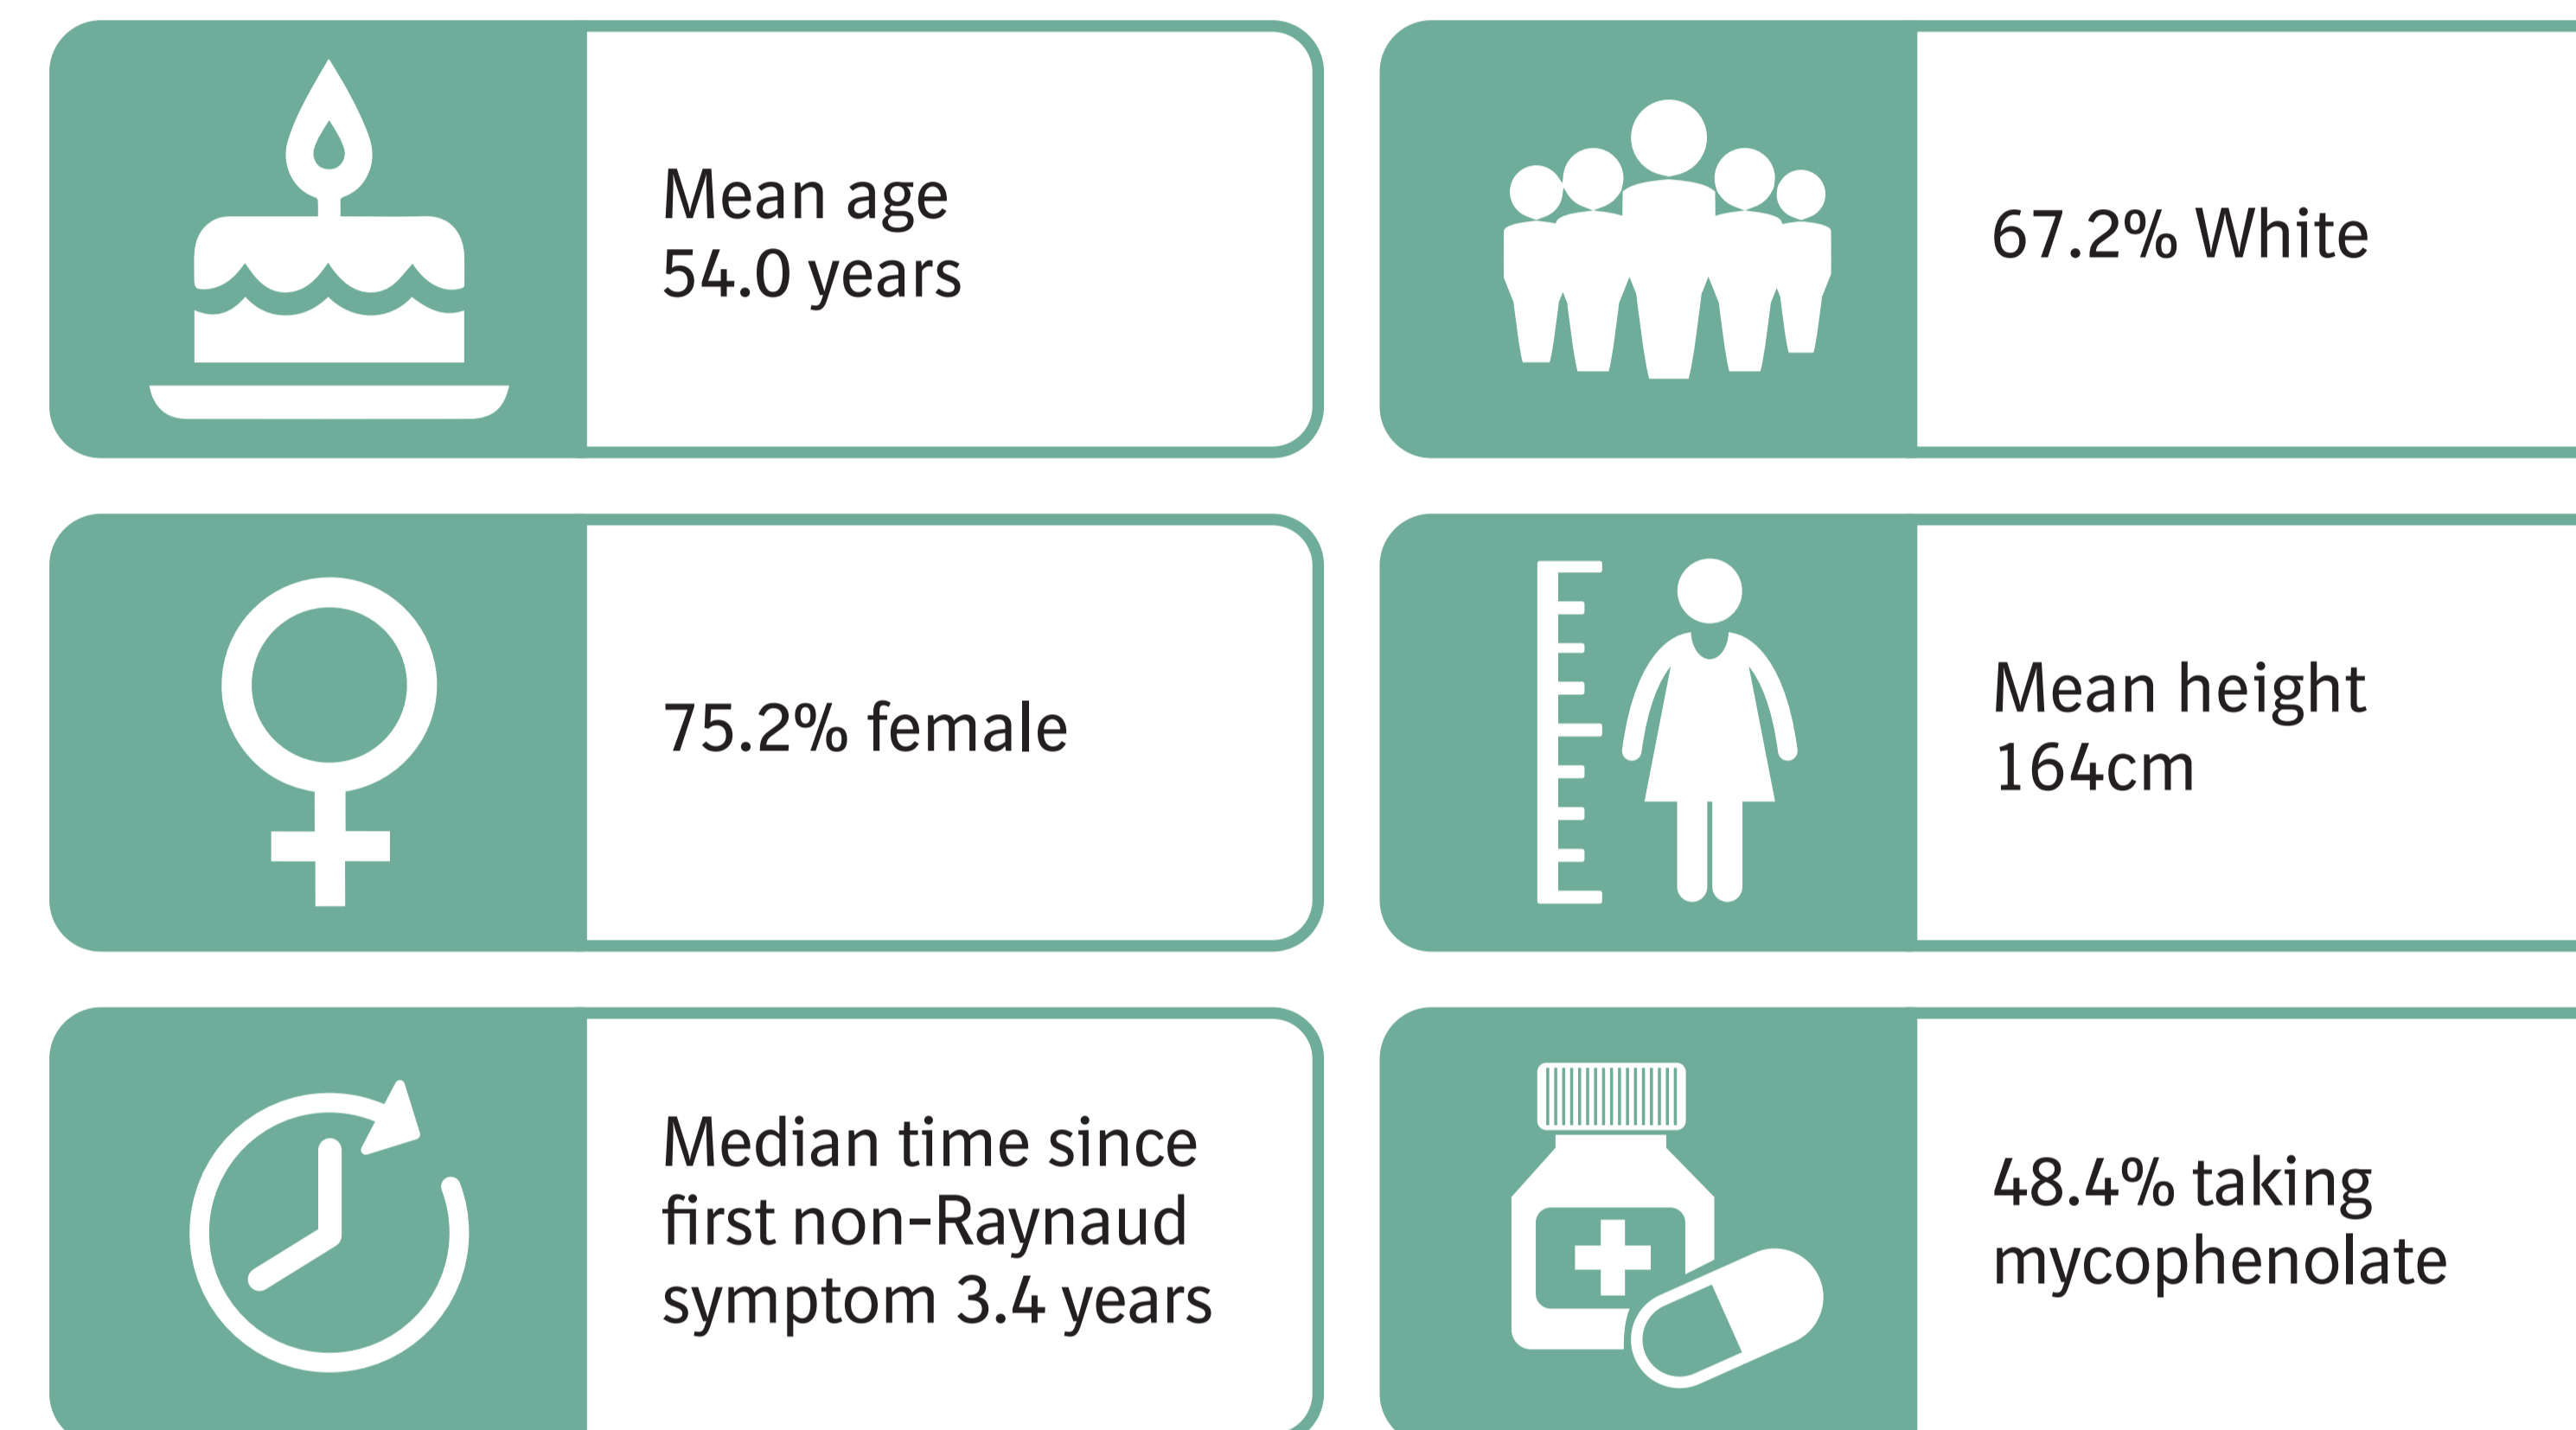 Mean age
54.0 years
67.2% White
75.2% female
Mean height
164cm
Median time since
first non-Raynaud
symptom 3.4 years
48.4% taking
mycophenolate